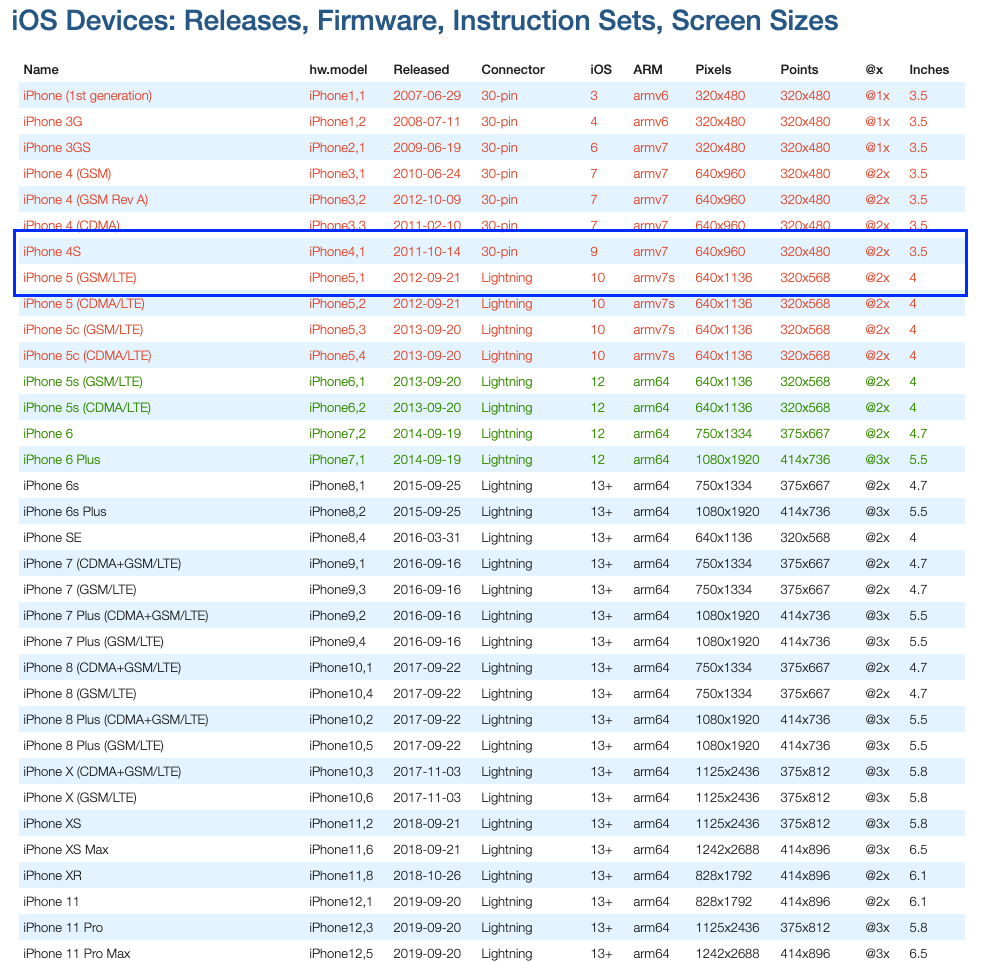 iOS Devices: Releases, Firmware, Instruction Sets, Screen Sizes
Name hw.model Released Connector iOS ARM Pixels Points @x Inches
iPhone (1st generation) iPhone1,1 2007-06-29 30-pin 3 armv6 320x480 320x480 @1x 3.5
iPhone 3G iPhone1,2 2008-07-11 30-pin 4 armv6 320x480 320x480 @1x 3.5
iPhone 3GS iPhone2,1 2009-06-19 30-pin 6 armv7 320x480 320x480 @1x 3.5
iPhone 4 (GSM) iPhone3,1 2010-06-24 30-pin 7 armv7 640x960 320x480 @2x 3.5
iPhone 4 (GSM Rev A) iPhone3,2 2012-10-09 30-pin 7 armv7 640x960 320x480 @2x 3.5
iPhone 4 (CDMA) iPhone3,3 2011-02-10 30-pin 7 armv7 640x960 320x480 @2x 3.5
iPhone 4S iPhone4,1 2011-10-14 30-pin 9 armv7 640x960 320x480 @2x 3.5
iPhone 5 (GSM/LTE) iPhone5,1 2012-09-21 Lightning 10 armv7s 640x1136 320x568 @2x 4
iPhone 5 (CDMA/LTE) iPhone5,2 2012-09-21 Lightning 10 armv7s 640x1136 320x568 @2x 4
iPhone 5c (GSM/LTE) iPhone5,3 2013-09-20 Lightning 10 armv7s 640x1136 320x568 @2x 4
iPhone 5c (CDMA/LTE) iPhone5,4 2013-09-20 Lightning 10 armv7s 640x1136 320x568 @2x 4
iPhone 5s (GSM/LTE) iPhone6,1 2013-09-20 Lightning 12 arm64 640x1136 320x568 @2x 4
iPhone 5s (CDMA/LTE) iPhone6,2 2013-09-20 Lightning 12 arm64 640x1136 320x568 @2x 4
iPhone 6 iPhone7,2 2014-09-19 Lightning 12 arm64 750x1334 375x667 @2x 4.7
iPhone 6 Plus iPhone7,1 2014-09-19 Lightning 12 arm64 1080x1920 414x736 @3x 5.5
iPhone 6s iPhone8,1 2015-09-25 Lightning 13+ arm64 750x1334 375x667 @2x 4.7
iPhone 6s Plus iPhone8,2 2015-09-25 Lightning 13+ arm64 1080x1920 414x736 @3x 5.5
iPhone SE iPhone8,4 2016-03-31 Lightning 13+ arm64 640x1136 320x568 @2x 4
iPhone 7 (CDMA+GSM/LTE) iPhone9,1 2016-09-16 Lightning 13+ arm64 750x1334 375x667 @2x 4.7
iPhone 7 (GSM/LTE) iPhone9,3 2016-09-16 Lightning 13+ arm64 750x1334 375x667 @2x 4.7
iPhone 7 Plus (CDMA+GSM/LTE) iPhone9,2 2016-09-16 Lightning 13+ arm64 1080x1920 414x736 @3x 5.5
iPhone 7 Plus (GSM/LTE) iPhone9,4 2016-09-16 Lightning 13+ arm64 1080x1920 414x736 @3x 5.5
iPhone 8 (CDMA+GSM/LTE) iPhone10,1 2017-09-22 Lightning 13+ arm64 750x1334 375x667 @2x 4.7
iPhone 8 (GSM/LTE) iPhone10,4 2017-09-22 Lightning 13+ arm64 750x1334 375x667 @2x 4.7
iPhone 8 Plus (CDMA+GSM/LTE) iPhone10,2 2017-09-22 Lightning 13+ arm64 1080x1920 414x736 @3x 5.5
iPhone 8 Plus (GSM/LTE) iPhone10,5 2017-09-22 Lightning 13+ arm64 1080x1920 414x736 @3x 5.5
iPhone X (CDMA+GSM/LTE) iPhone10,3 2017-11-03 Lightning 13+ arm64 1125x2436 375x812 @3x 5.8
iPhone X (GSM/LTE) iPhone10,6 2017-11-03 Lightning 13+ arm64 1125x2436 375x812 @3x 5.8
iPhone XS iPhone11,2 2018-09-21 Lightning 13+ arm64 1125x2436 375x812 @3x 5.8
iPhone XS Max iPhone11,6 2018-09-21 Lightning 13+ arm64 1242x2688 414x896 @3x 6.5
iPhone XR iPhone11,8 2018-10-26 Lightning 13+ arm64 828x1792 414x896 @2x 6.1
iPhone 11 iPhone12,1 2019-09-20 Lightning 13+ arm64 828x1792 414x896 @2x 6.1
iPhone 11 Pro iPhone12,3 2019-09-20 Lightning 13+ arm64 1125x2436 375x812 @3x 5.8
iPhone 11 Pro Max iPhone12,5 2019-09-20 Lightning 13+ arm64 1242x2688 414x896 @3x 6.5